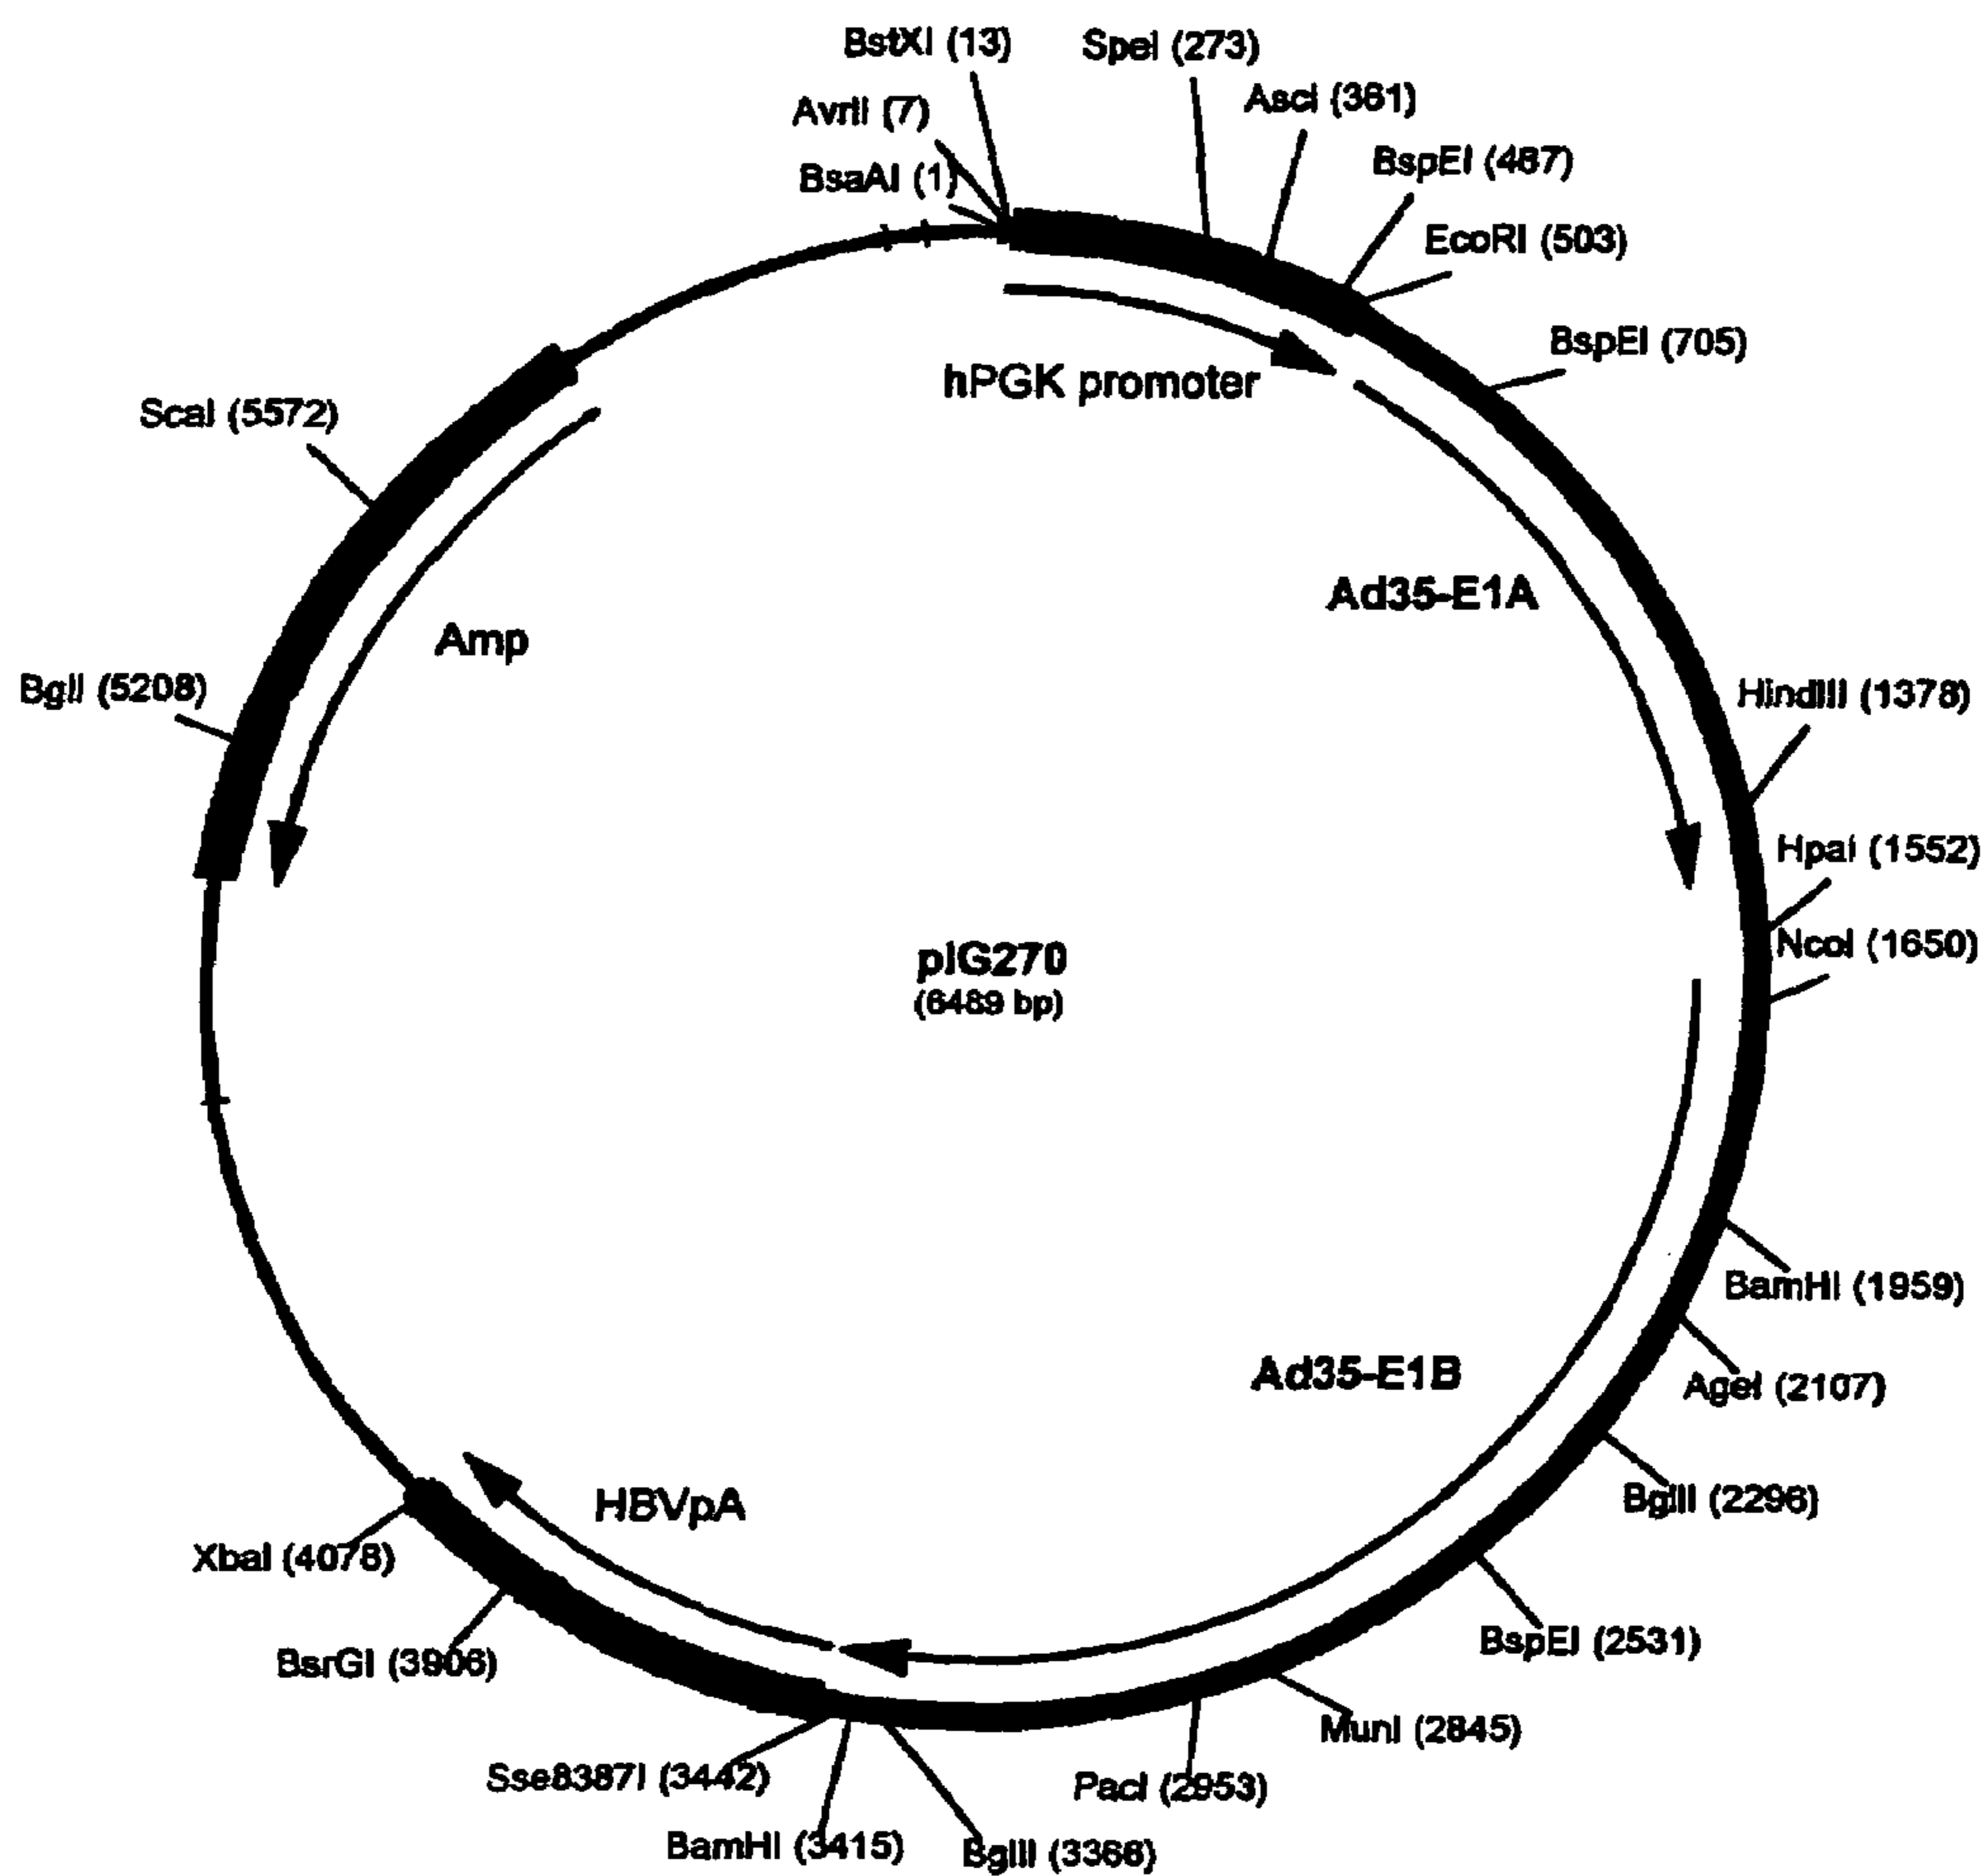 BstXI (13)
SpeI (273)
AscI (361)
AvrII (7)
BspEI (487)
BsaAI (1)
EcoRI (503)
BspEI (705)
hPGK promoter
ScaI (5572)
Ad35-E1A
Amp
BglI (5208)
HindIII (1378)
HpaI (1552)
NcoI (1650)
pIG270
(6489 bp)
BamHI (1959)
Ad35-E1B
AgeI (2107)
BglII (2296)
HBVpA
XbaI (4078)
BspEI (2531)
BsrGI (3906)
MunI (2845)
Sse8387I (3442)
PacI (2953)
BamHI (3415)
BglII (3366)